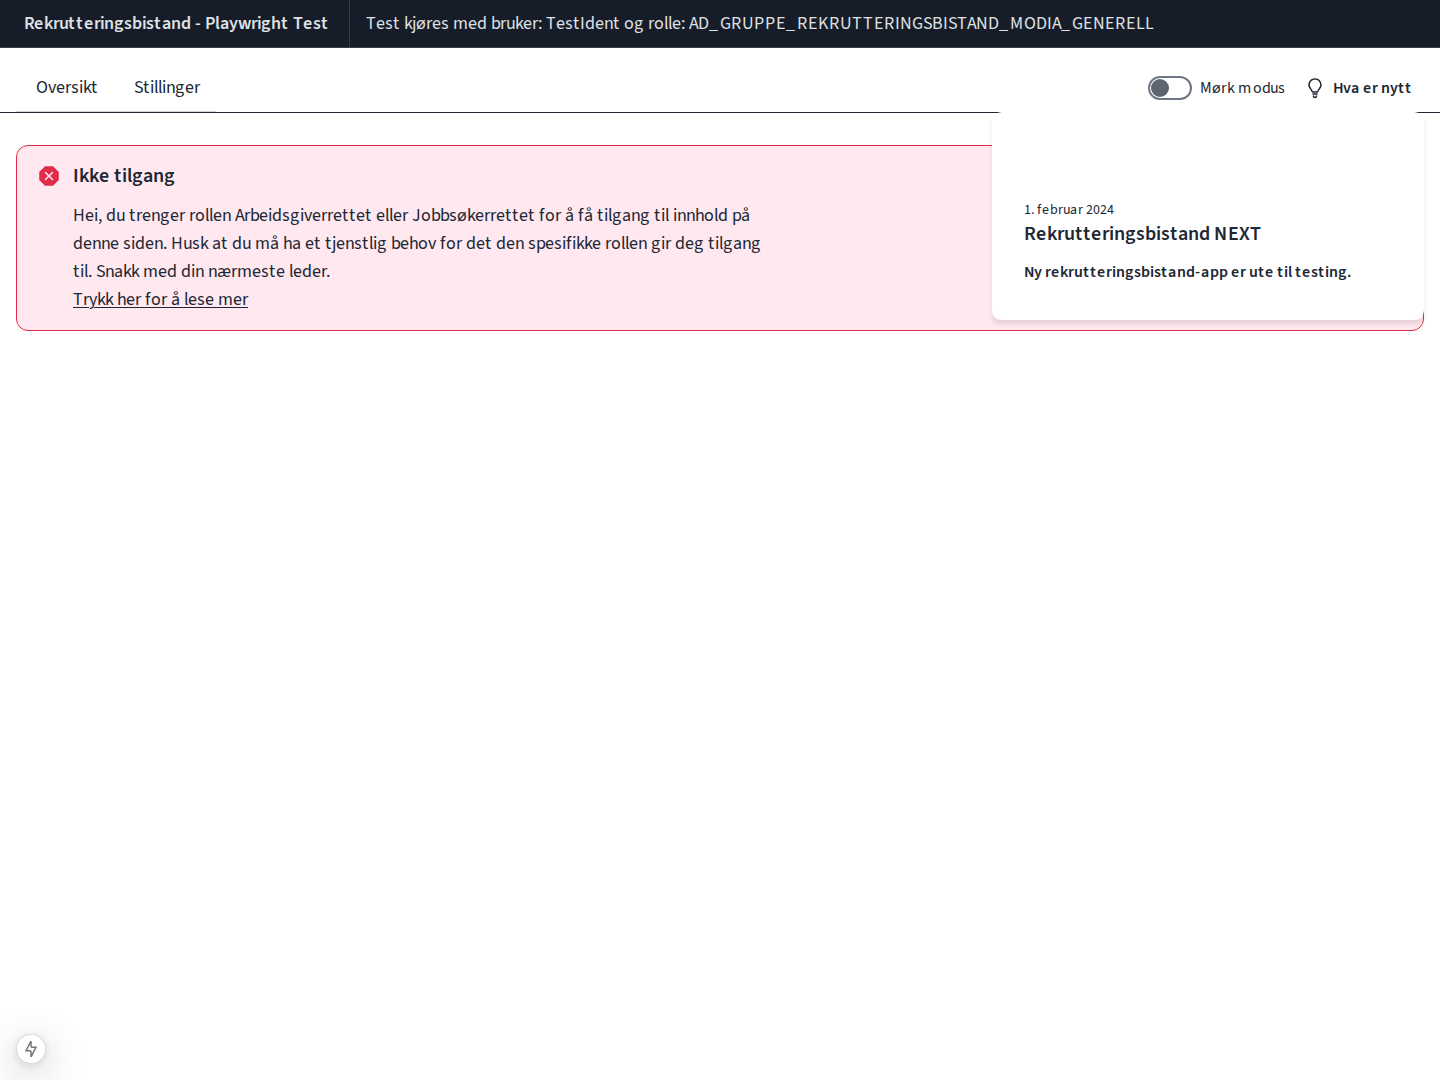 Rekrutteringsbistand - Playwright Test
Test kjøres med bruker: TestIdent og rolle: AD_GRUPPE_REKRUTTERINGSBISTAND_MODIA_GENERELL
Oversikt
Stillinger
Mørk modus
Hva er nytt
Ikke tilgang
Hei, du trenger rollen Arbeidsgiverrettet eller Jobbsøkerrettet for å få tilgang til innhold på
denne siden. Husk at du må ha et tjenstlig behov for det den spesifikke rollen gir deg tilgang
til. Snakk med din nærmeste leder.
Trykk her for å lese mer
1. februar 2024
Rekrutteringsbistand NEXT
Ny rekrutteringsbistand-app er ute til testing.